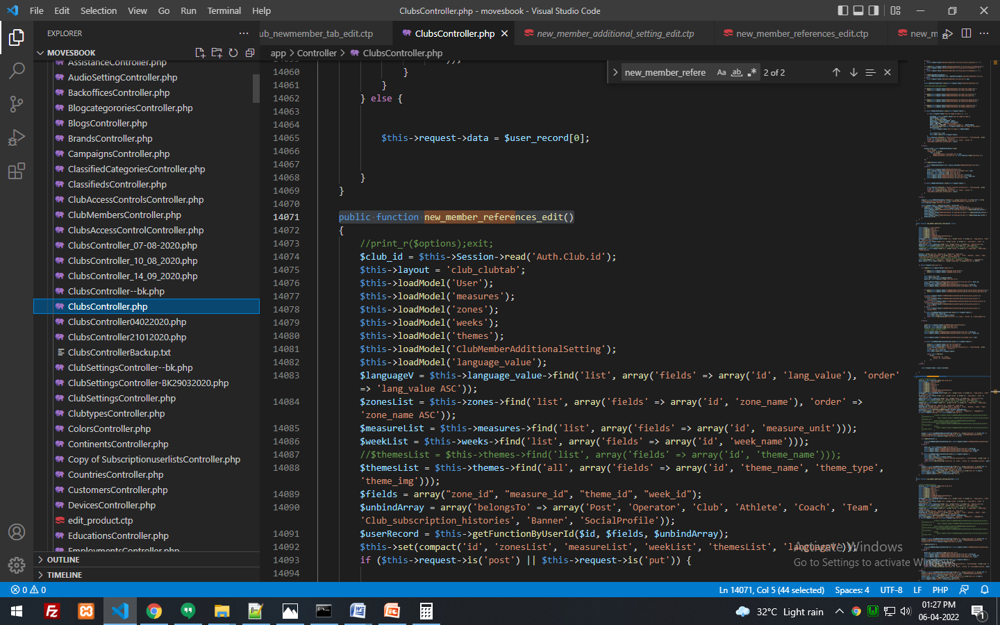 File Edit Selection View Go Run Terminal Help
ClubsController.php - movesbook - Visual Studio Code
EXPLORER
ub_newmember_tab_edit.ctp ClubsController.php new_member_additional_setting_edit.ctp new_member_references_edit.ctp new_m
MOVESBOOK
app > Controller > ClubsController.php
new_member_refere Aa ab 2 of 2
AssistanceController.php
AudioSettingController.php
BackofficesController.php
BlogcategororiesController.php
BlogsController.php
BrandsController.php
CampaignsController.php
ClassifiedCategoriesController.php
ClassifiedsController.php
ClubAccessControlsController.php
ClubMembersController.php
ClubsAccessControlController.php
ClubsController_07-08-2020.php
ClubsController_10_08_2020.php
ClubsController_14_09_2020.php
ClubsController--bk.php
ClubsController.php
ClubsController04022020.php
ClubsController21012020.php
ClubsControllerBackup.txt
ClubSettingsController--bk.php
ClubSettingsController-BK29032020.php
ClubSettingsController.php
ClubtypesController.php
ColorsController.php
ContinentsController.php
Copy of SubscriptionuserlistsController.php
CountriesController.php
CustomersController.php
DevicesController.php
edit_product.ctp
EducationsController.php
EmploymentsController.php
OUTLINE
TIMELINE
14060 }
14061 }
14062 } else {
14063
14064
14065 $this->request->data = $user_record[0];
14066
14067
14068 }
14069 }
14070
14071 public function new_member_references_edit()
14072 {
14073 //print_r($options);exit;
14074 $club_id = $this->Session->read('Auth.Club.id');
14075 $this->layout = 'club_clubtab';
14076 $this->loadModel('User');
14077 $this->loadModel('measures');
14078 $this->loadModel('zones');
14079 $this->loadModel('weeks');
14080 $this->loadModel('themes');
14081 $this->loadModel('ClubMemberAdditionalSetting');
14082 $this->loadModel('language_value');
14083 $languageV = $this->language_value->find('list', array('fields' => array('id', 'lang_value'), 'order'
=> 'lang_value ASC'));
14084 $zonesList = $this->zones->find('list', array('fields' => array('id', 'zone_name'), 'order' =>
'zone_name ASC'));
14085 $measureList = $this->measures->find('list', array('fields' => array('id', 'measure_unit')));
14086 $weekList = $this->weeks->find('list', array('fields' => array('id', 'week_name')));
14087 //$themesList = $this->themes->find('list', array('fields' => array('id', 'theme_name')));
14088 $themesList = $this->themes->find('all', array('fields' => array('id', 'theme_name', 'theme_type',
'theme_img')));
14089 $fields = array("zone_id", "measure_id", "theme_id", "week_id");
14090 $unbindArray = array('belongsTo' => array('Post', 'Operator', 'Club', 'Athlete', 'Coach', 'Team',
'Club_subscription_histories', 'Banner', 'SocialProfile'));
14091 $userRecord = $this->getFunctionByUserId($id, $fields, $unbindArray);
14092 $this->set(compact('id', 'zonesList', 'measureList', 'weekList', 'themesList', 'languageV'));
14093 if ($this->request->is('post') || $this->request->is('put')) {
14094
Activate Windows
Go to Settings to activate Windows.
0 0
Ln 14071, Col 5 (44 selected) Spaces: 4 UTF-8 LF PHP
32°C Light rain
01:27 PM
06-04-2022
1